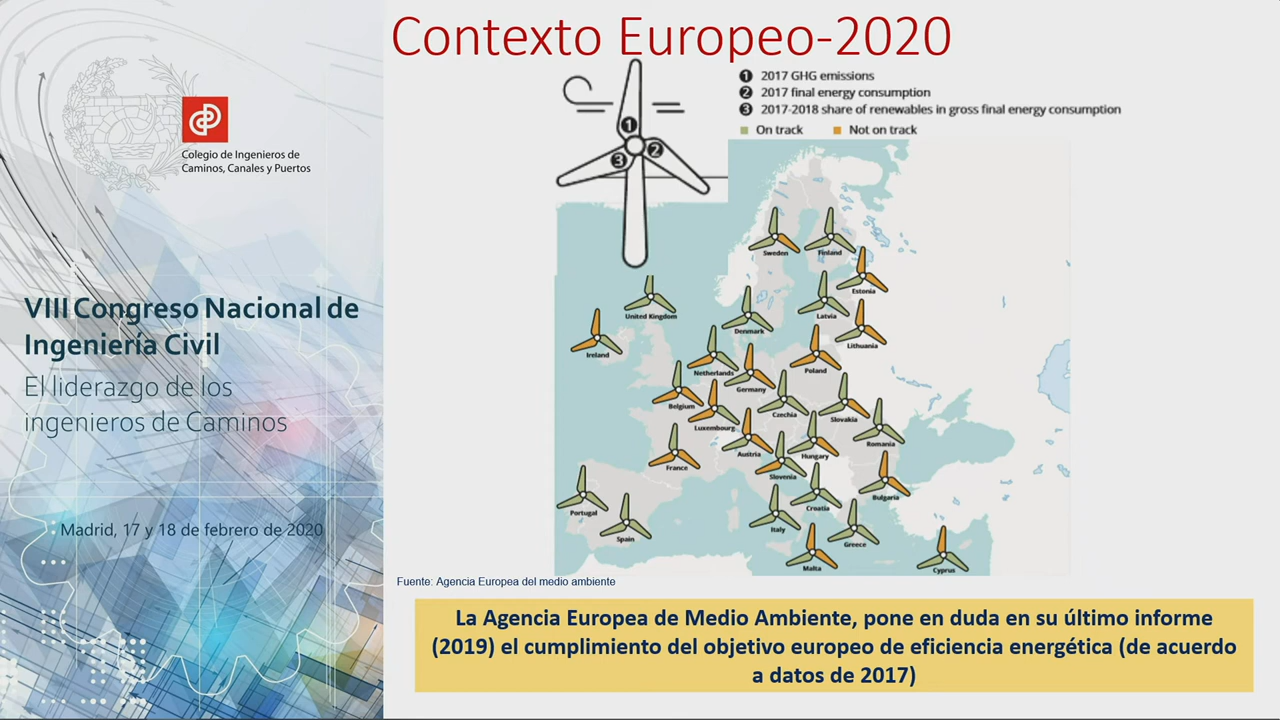 Contexto Europeo-2020
Colegio de Ingenieros de
Caminos, Canales y Puertos
VIII Congreso Nacional de
Ingeniería Civil
El liderazgo de los
ingenieros de Caminos
Madrid, 17 y 18 de febrero de 2020
1 2017 GHG emissions
2 2017 final energy consumption
3 2017-2018 share of renewables in gross final energy consumption
On track Not on track
1
3 2
Sweden Finland
Estonia
United Kingdom
Latvia
Denmark
Lithuania
Ireland
Poland
Netherlands
Germany
Belgium
Czechia
Slovakia
Luxembourg
Romania
Austria
Hungary
France
Slovenia
Bulgaria
Croatia
Portugal
Spain
Italy
Greece
Malta
Cyprus
Fuente: Agencia Europea del medio ambiente
La Agencia Europea de Medio Ambiente, pone en duda en su último informe
(2019) el cumplimiento del objetivo europeo de eficiencia energética (de acuerdo
a datos de 2017)